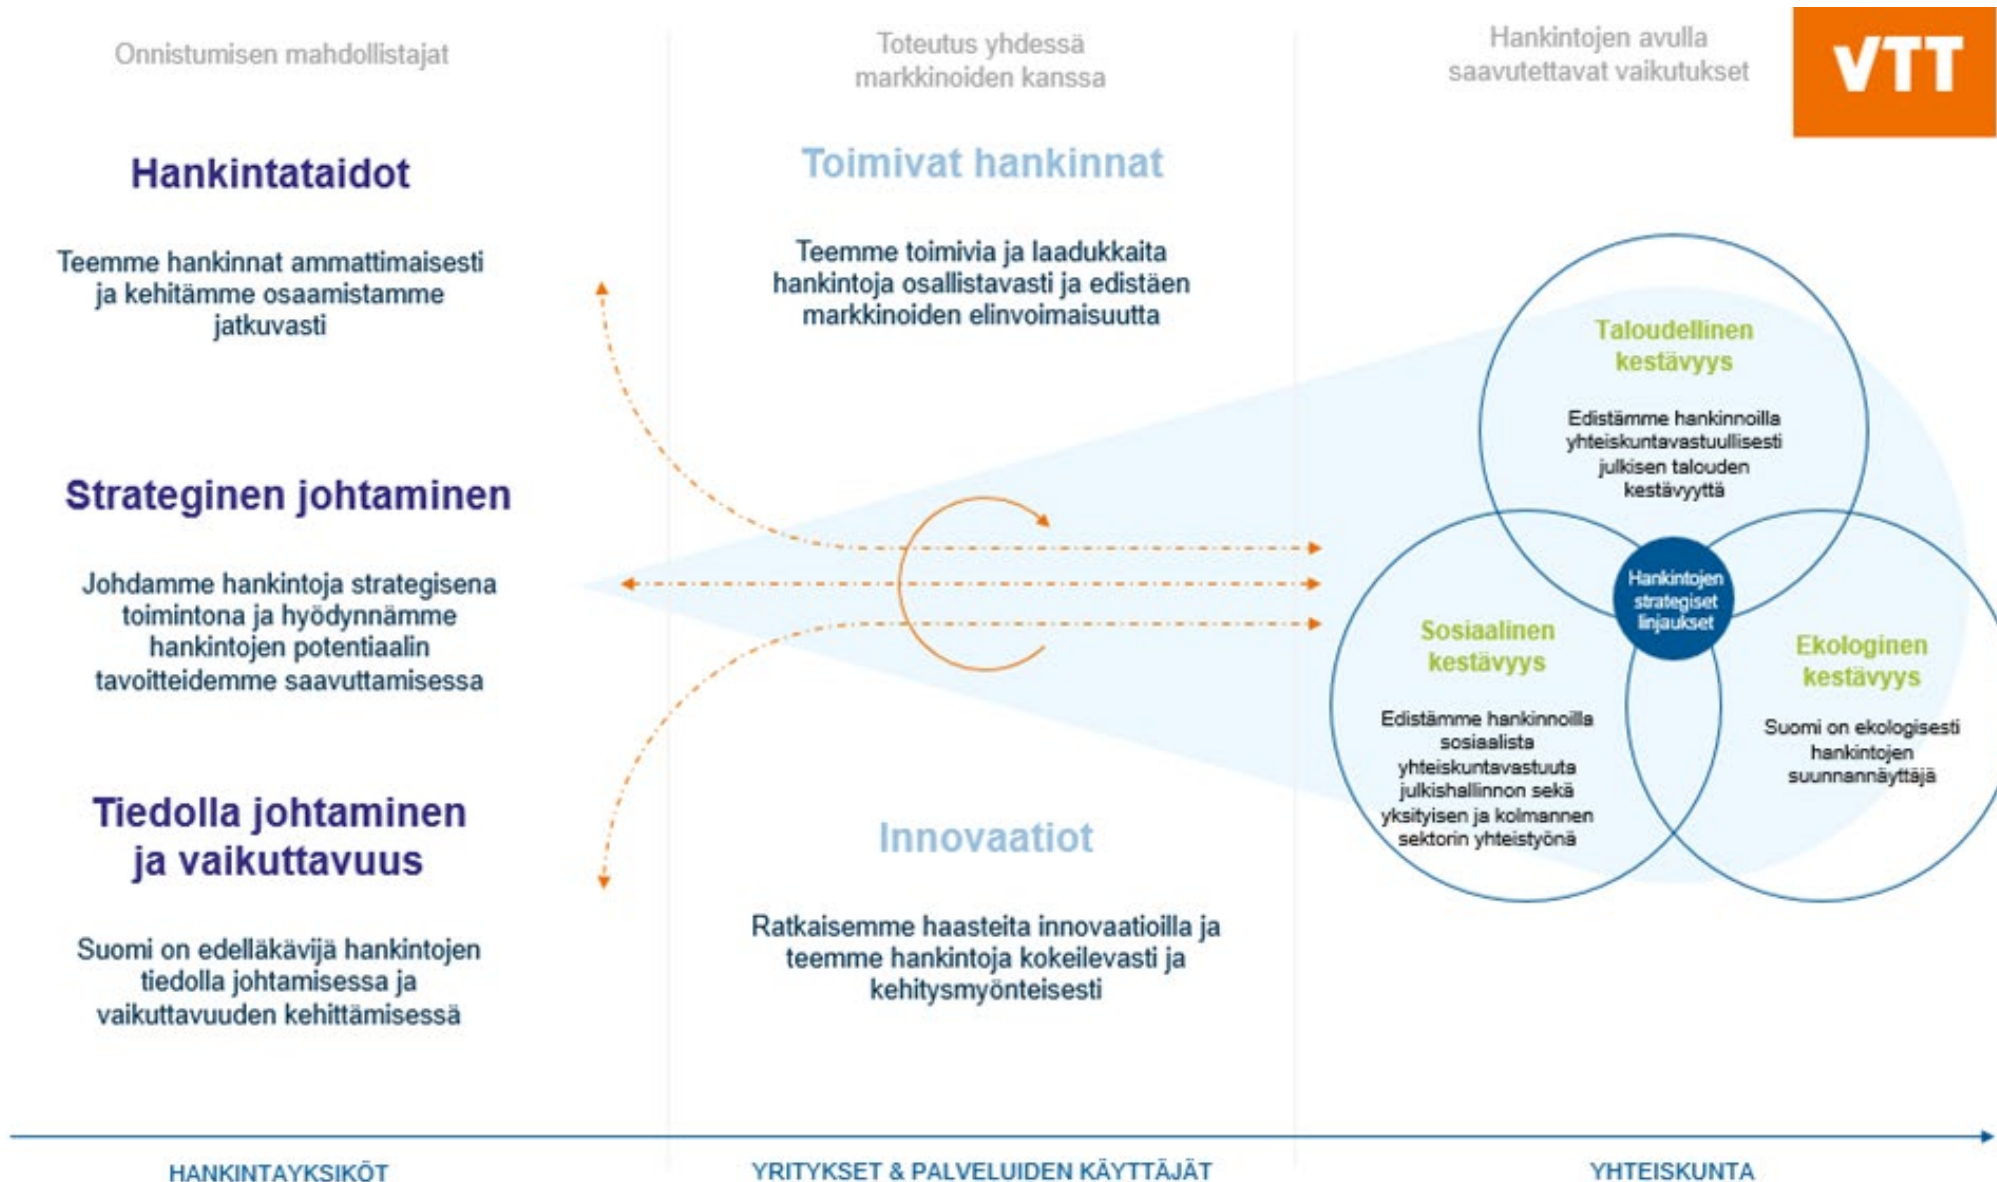 Onnistumisen mahdollistajat
Toteutus yhdessä
markkinoiden kanssa
Hankintojen avulla
saavutettavat vaikutukset
VTT
Hankintataidot
Teemme hankinnat ammattimaisesti
ja kehitämme osaamistamme
jatkuvasti
Strateginen johtaminen
Johdamme hankintoja strategisena
toimintona ja hyödynnämme
hankintojen potentiaalin
tavoitteidemme saavuttamisessa
Tiedolla johtaminen
ja vaikuttavuus
Suomi on edelläkävijä hankintojen
tiedolla johtamisessa ja
vaikuttavuuden kehittämisessä
Toimivat hankinnat
Teemme toimivia ja laadukkaita
hankintoja osallistavasti ja edistäen
markkinoiden elinvoimaisuutta
Innovaatiot
Ratkaisemme haasteita innovaatioilla ja
teemme hankintoja kokeilevasti ja
kehitysmyönteisesti
Taloudellinen
kestävyys
Edistämme hankinnoilla
yhteiskuntavastuullisesti
julkisen talouden
kestävyyttä
Hankintojen
strategiset
linjaukset
Sosiaalinen
kestävyys
Edistämme hankinnoilla
sosiaalista
yhteiskuntavastuuta
julkishallinnon sekä
yksityisen ja kolmannen
sektorin yhteistyönä
Ekologinen
kestävyys
Suomi on ekologisesti
hankintojen
suunnannäyttäjä
HANKINTAYKSIKÖT
YRITYKSET & PALVELUIDEN KÄYTTÄJÄT
YHTEISKUNTA